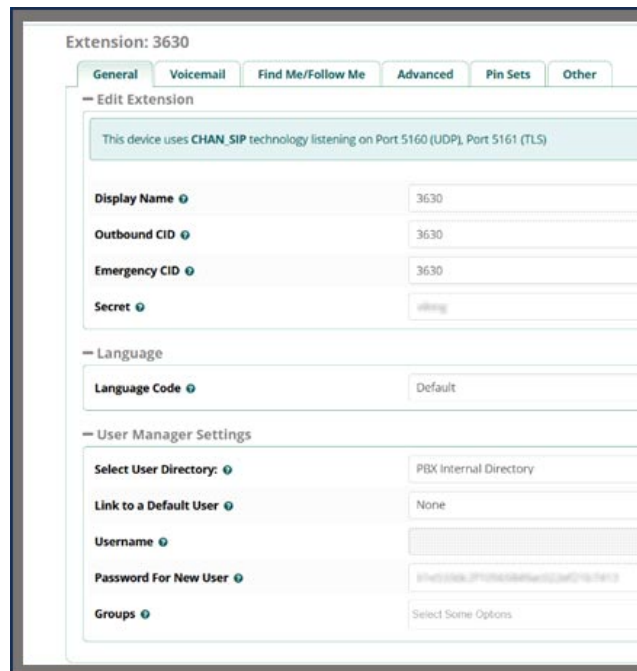 Extension: 3630
General Voicemail Find Me/Follow Me Advanced Pin Sets Other
– Edit Extension
This device uses CHAN_SIP technology listening on Port 5160 (UDP), Port 5161 (TLS)
Display Name 3630
Outbound CID 3630
Emergency CID 3630
Secret
– Language
Language Code Default
– User Manager Settings
Select User Directory: PBX Internal Directory
Link to a Default User None
Username
Password For New User
Groups Select Some Options